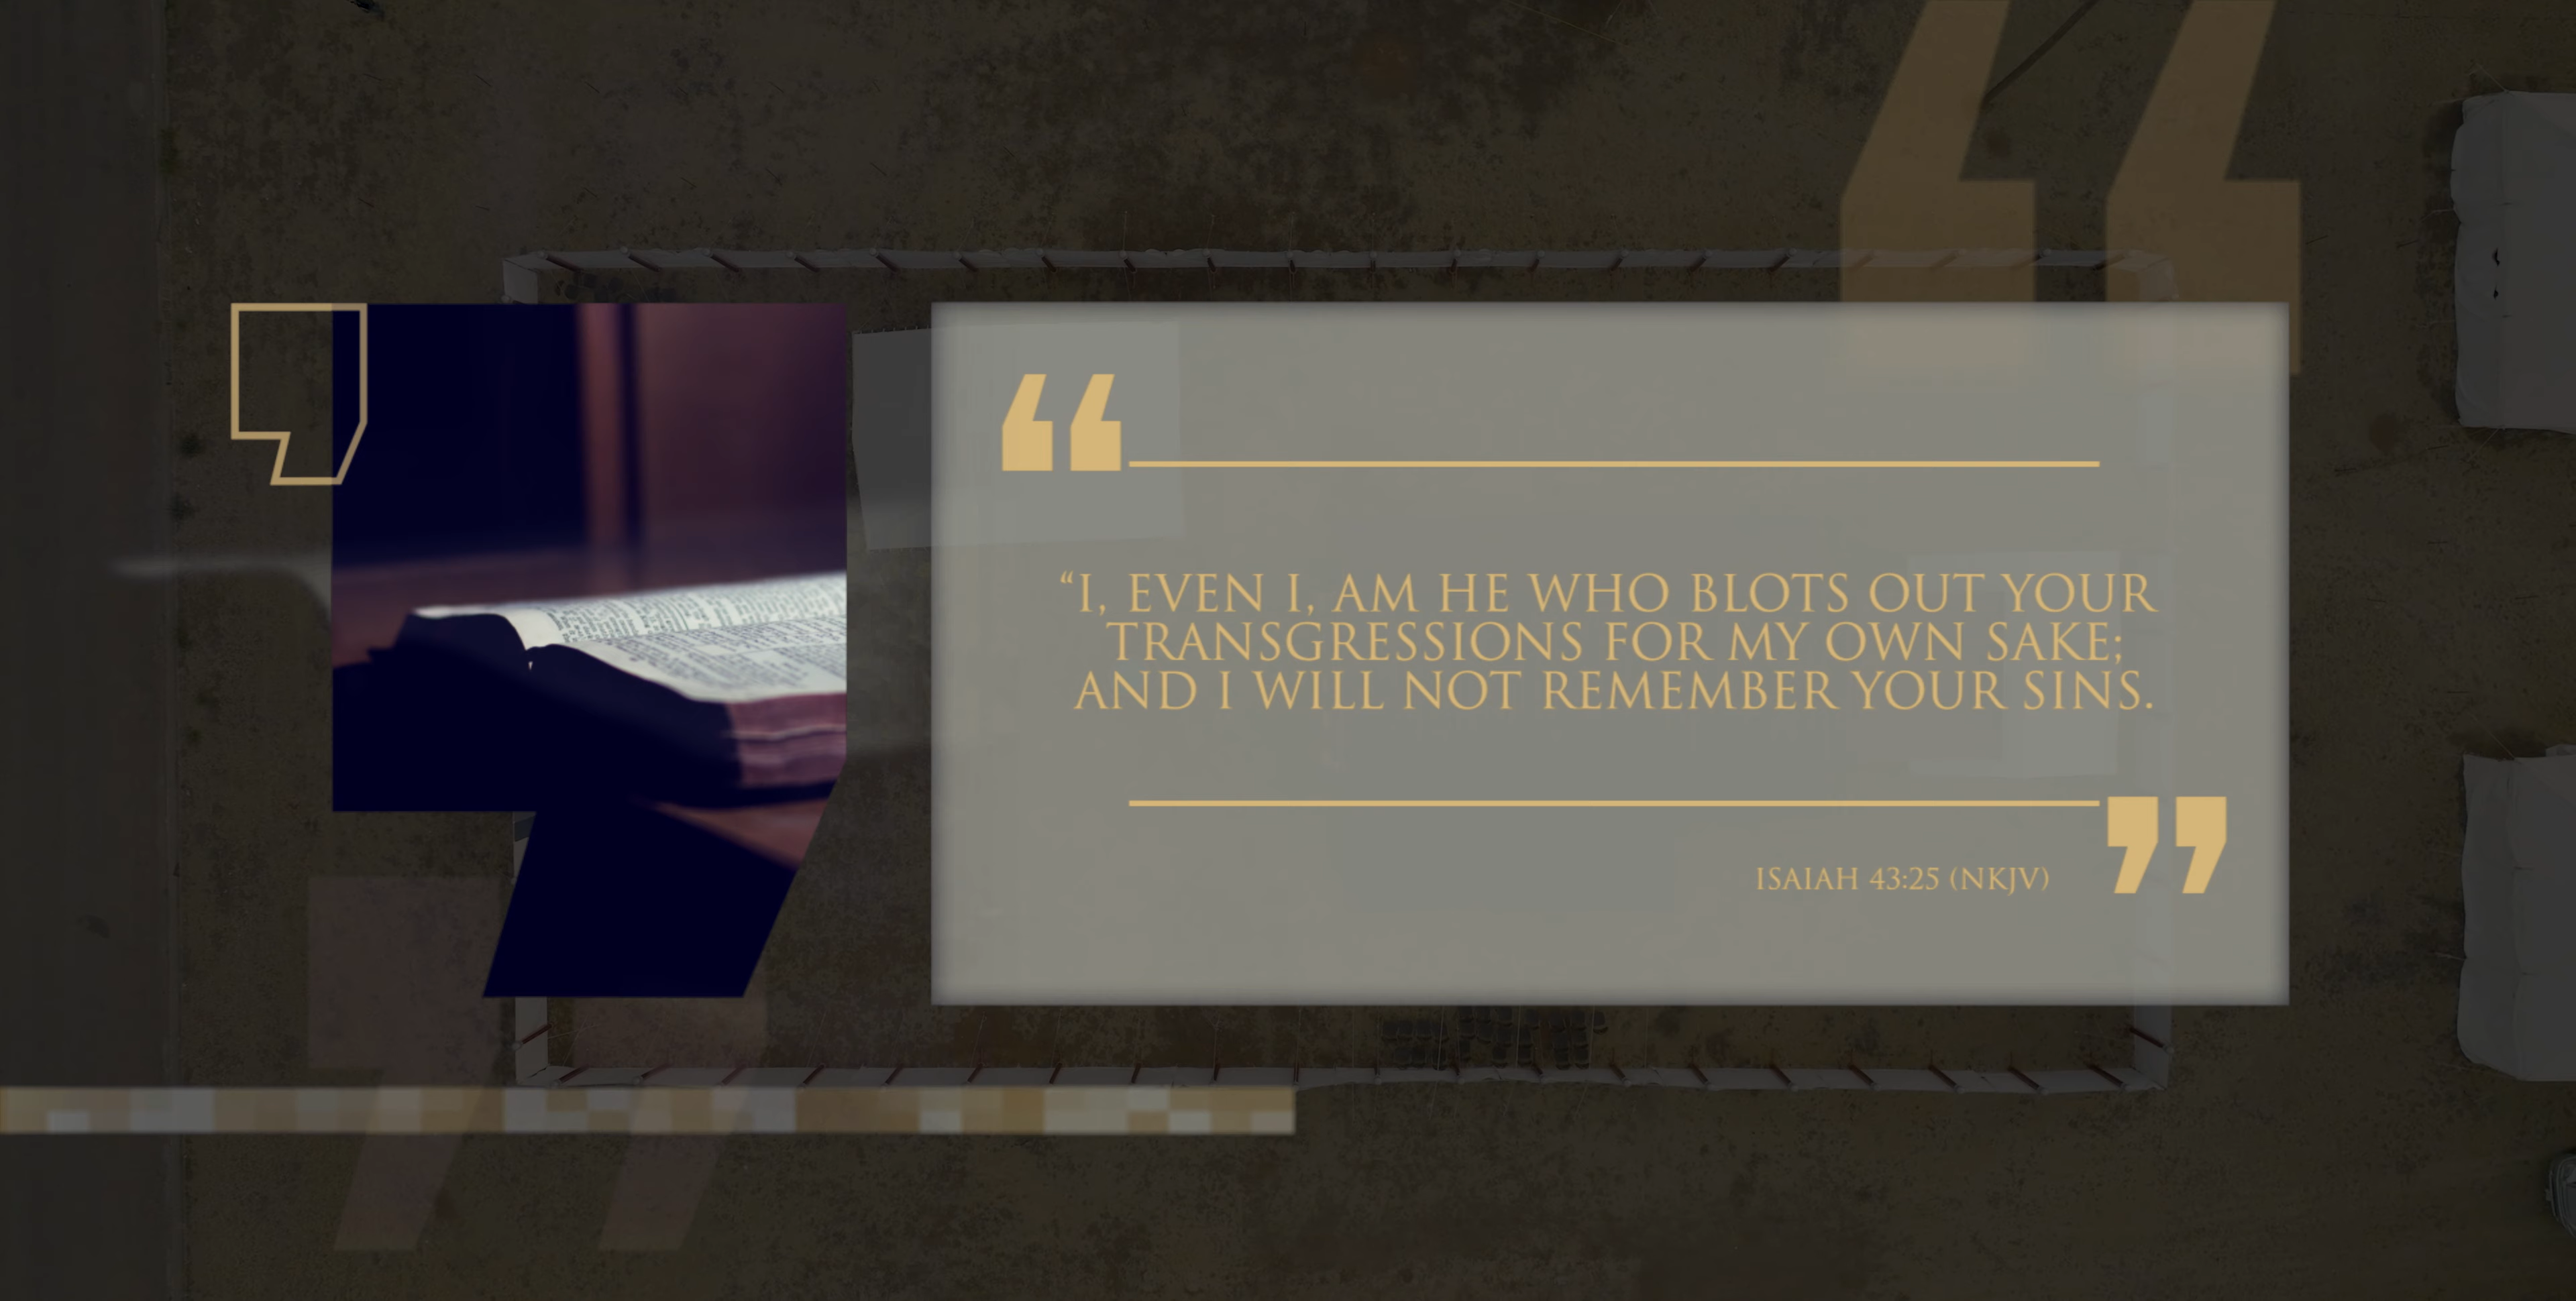 “I, EVEN I, AM HE WHO BLOTS OUT YOUR
TRANSGRESSIONS FOR MY OWN SAKE;
AND I WILL NOT REMEMBER YOUR SINS.
ISAIAH 43:25 (NKJV)